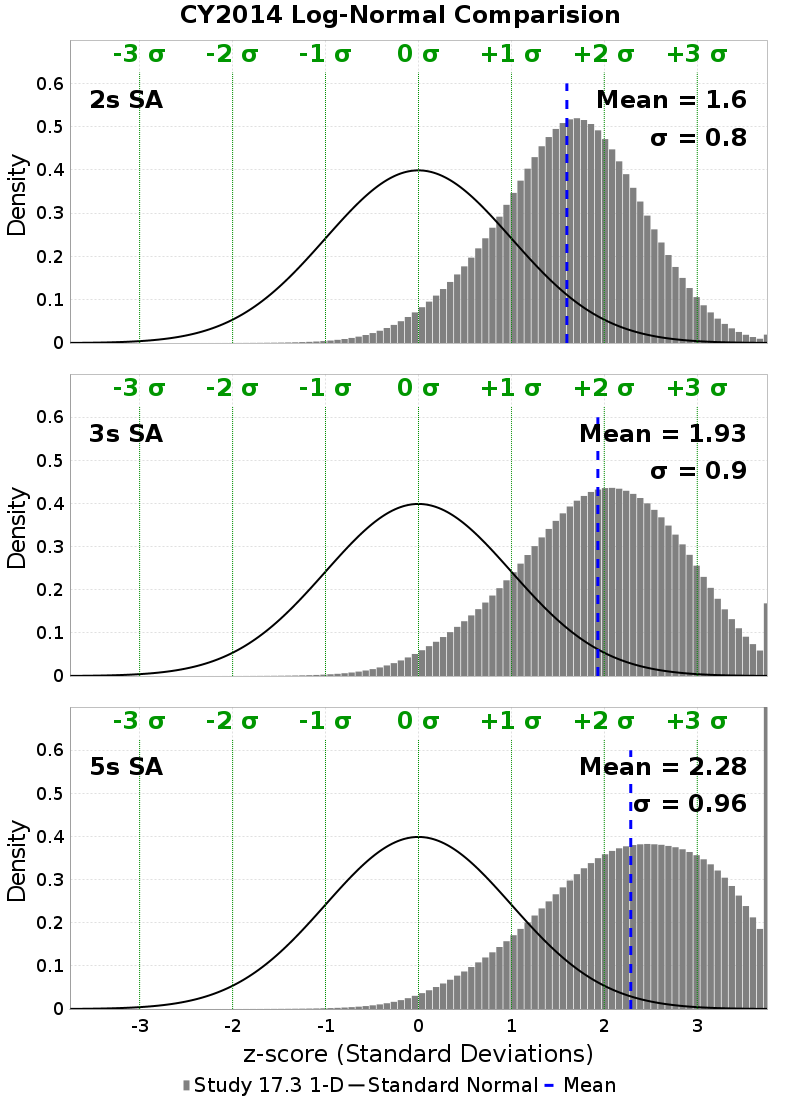 CY2014 Log-Normal Comparision
-3 σ -2 σ -1 σ 0 σ +1 σ +2 σ +3 σ
0.6
2s SA Mean = 1.6
0.5
σ = 0.8
0.4
Density
0.3
0.2
0.1
0
-3 σ -2 σ -1 σ 0 σ +1 σ +2 σ +3 σ
0.6
3s SA Mean = 1.93
0.5
σ = 0.9
0.4
Density
0.3
0.2
0.1
0
-3 σ -2 σ -1 σ 0 σ +1 σ +2 σ +3 σ
0.6
5s SA Mean = 2.28
0.5
σ = 0.96
0.4
Density
0.3
0.2
0.1
0
-3 -2 -1 0 1 2 3
z-score (Standard Deviations)
Study 17.3 1-D Standard Normal Mean